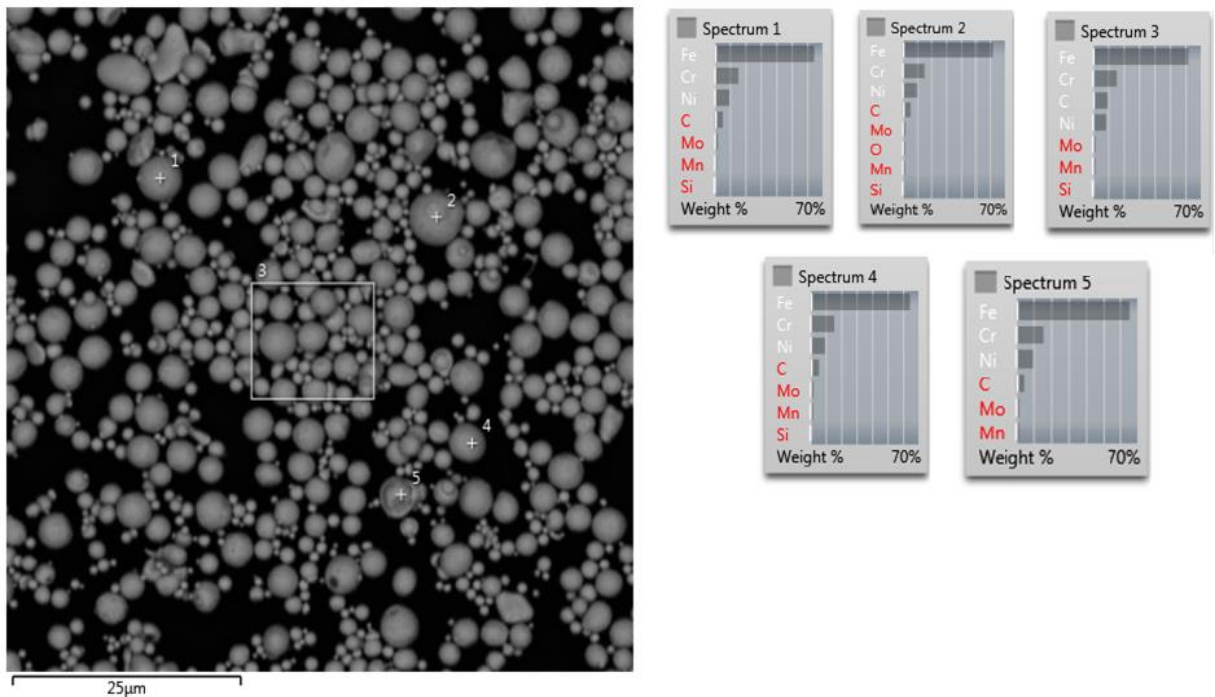 1
2
3
4
5
25µm
Spectrum 1
Fe
Cr
Ni
C
Mo
Mn
Si
Weight % 70%
Spectrum 2
Fe
Cr
Ni
C
Mo
O
Mn
Si
Weight % 70%
Spectrum 3
Fe
Cr
C
Ni
Mo
Mn
Si
Weight % 70%
Spectrum 4
Fe
Cr
Ni
C
Mo
Mn
Si
Weight % 70%
Spectrum 5
Fe
Cr
Ni
C
Mo
Mn
Weight % 70%